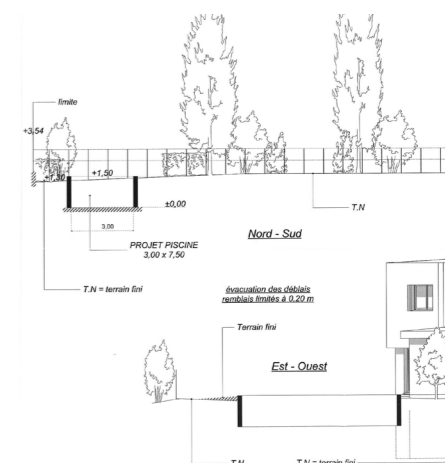 limite
+3.54
+1,30
+1,50
±0,00
3,00
T.N
PROJET PISCINE
3,00 x 7,50
Nord - Sud
T.N = terrain fini
évacuation des déblais
remblais limités à 0.20 m
Terrain fini
Est - Ouest
T.N
T.N = terrain fini